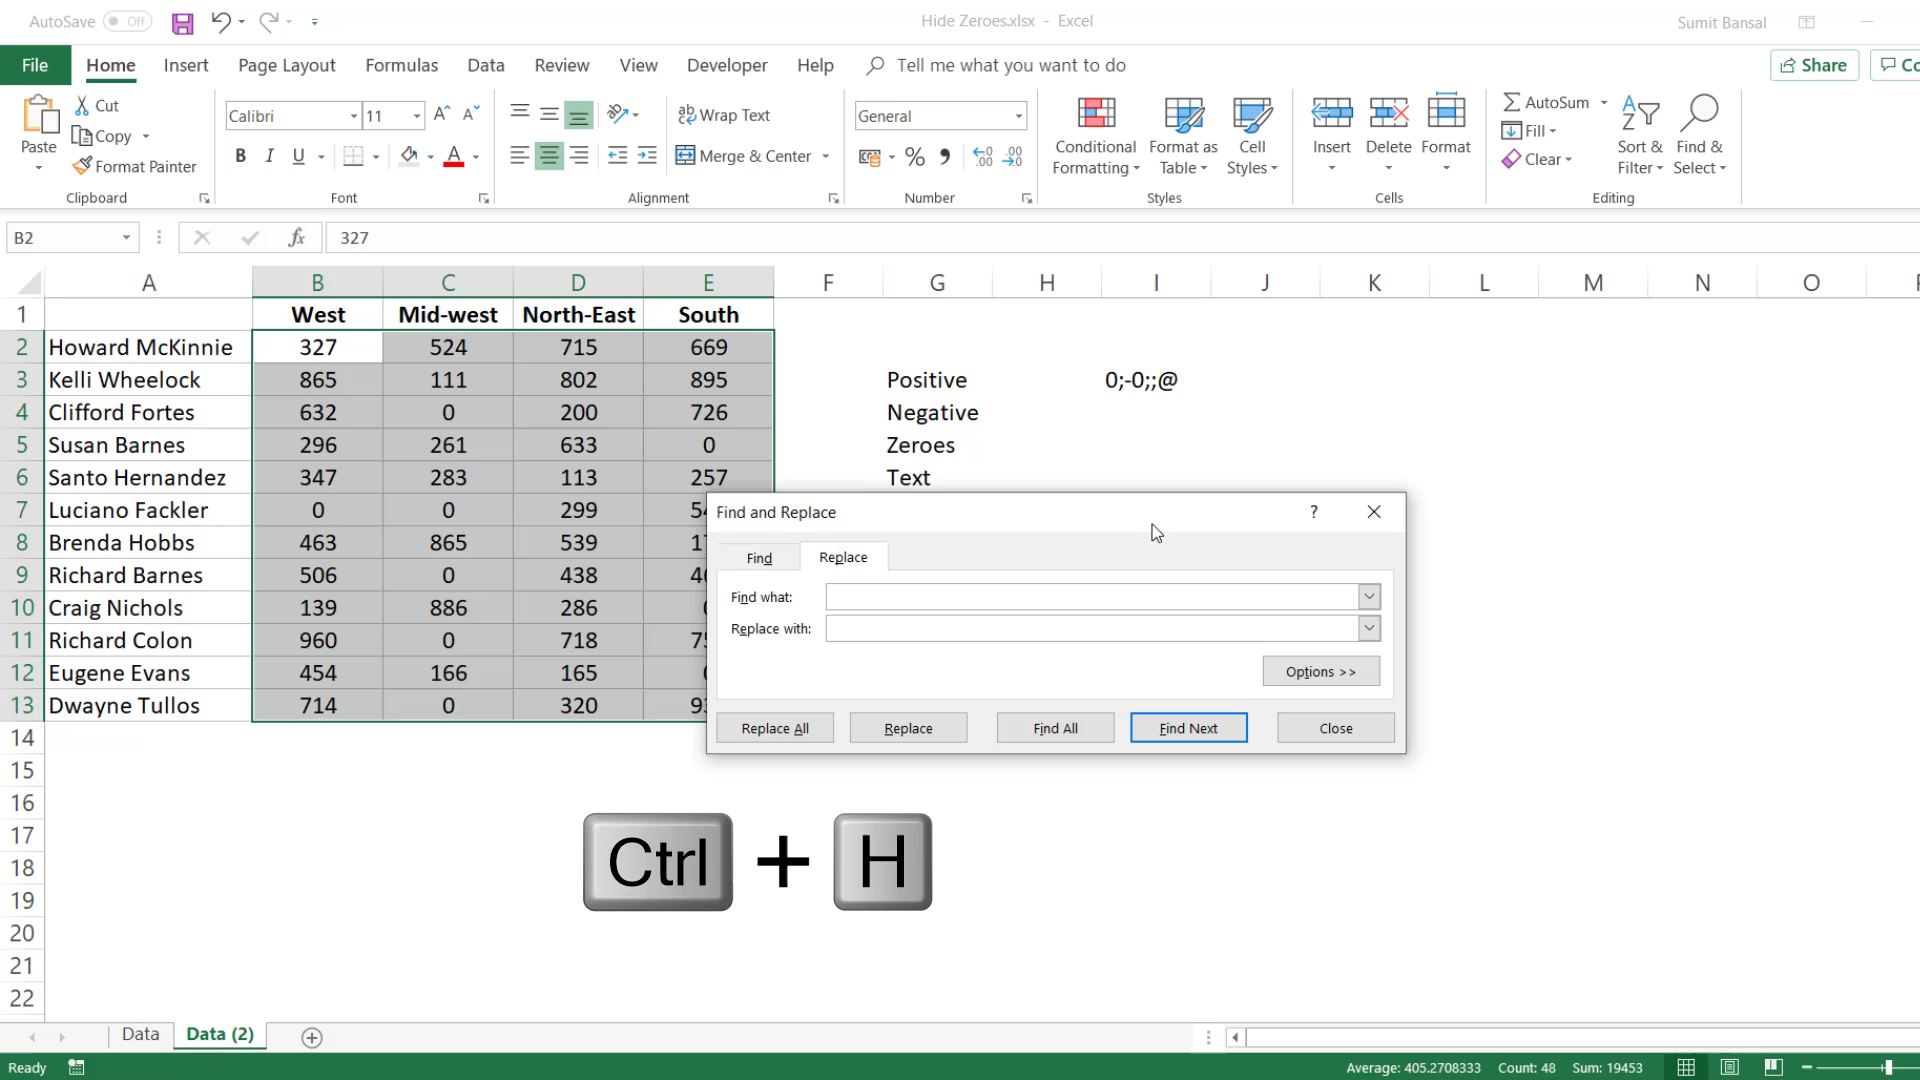 AutoSave Off Hide Zeroes.xlsx - Excel Sumit Bansal
File Home Insert Page Layout Formulas Data Review View Developer Help Tell me what you want to do Share Co
Paste Cut Copy Format Painter Clipboard
Calibri 11 B I U A Font
ab Wrap Text Merge & Center Alignment
General % Number
Conditional Formatting Format as Table Cell Styles Styles
Insert Delete Format Cells
AutoSum Fill Clear Sort & Filter Find & Select Editing
B2 fx 327
A B C D E F G H I J K L M N O
1 West Mid-west North-East South
2 Howard McKinnie 327 524 715 669
3 Kelli Wheelock 865 111 802 895 Positive 0;-0;;@
4 Clifford Fortes 632 0 200 726 Negative
5 Susan Barnes 296 261 633 0 Zeroes
6 Santo Hernandez 347 283 113 257 Text
7 Luciano Fackler 0 0 299
8 Brenda Hobbs 463 865 539
9 Richard Barnes 506 0 438
10 Craig Nichols 139 886 286
11 Richard Colon 960 0 718
12 Eugene Evans 454 166 165
13 Dwayne Tullos 714 0 320
14
15
16
17
18
19
20
21
22
Find and Replace ?
Find Replace
Find what:
Replace with:
Options >>
Replace All Replace Find All Find Next Close
Ctrl + H
Data Data (2)
Ready Average: 405.2708333 Count: 48 Sum: 19453